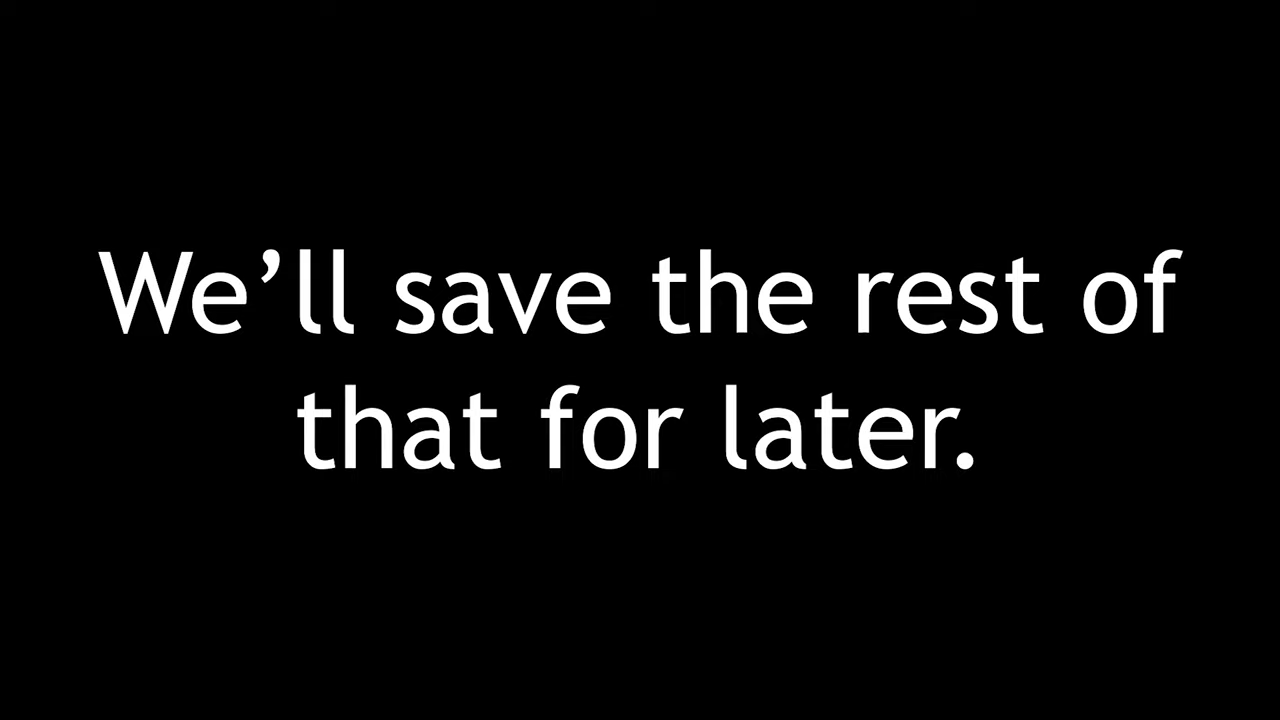 We’ll save the rest of
that for later.